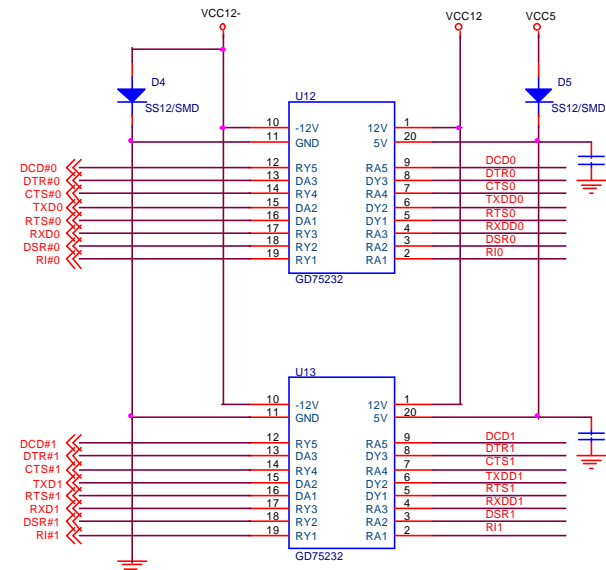 VCC12-
VCC12
VCC5
D4
SS12/SMD
D5
SS12/SMD
U12
10 -12V 12V 1
11 GND 5V 20
DCD#0 12 RY5 RA5 9 DCD0
DTR#0 13 DA3 DY3 8 DTR0
CTS#0 14 RY4 RA4 7 CTS0
TXD0 15 DA2 DY2 6 TXDD0
RTS#0 16 DA1 DY1 5 RTS0
RXD0 17 RY3 RA3 4 RXDD0
DSR#0 18 RY2 RA2 3 DSR0
RI#0 19 RY1 RA1 2 RI0
GD75232
U13
10 -12V 12V 1
11 GND 5V 20
DCD#1 12 RY5 RA5 9 DCD1
DTR#1 13 DA3 DY3 8 DTR1
CTS#1 14 RY4 RA4 7 CTS1
TXD1 15 DA2 DY2 6 TXDD1
RTS#1 16 DA1 DY1 5 RTS1
RXD1 17 RY3 RA3 4 RXDD1
DSR#1 18 RY2 RA2 3 DSR1
RI#1 19 RY1 RA1 2 RI1
GD75232